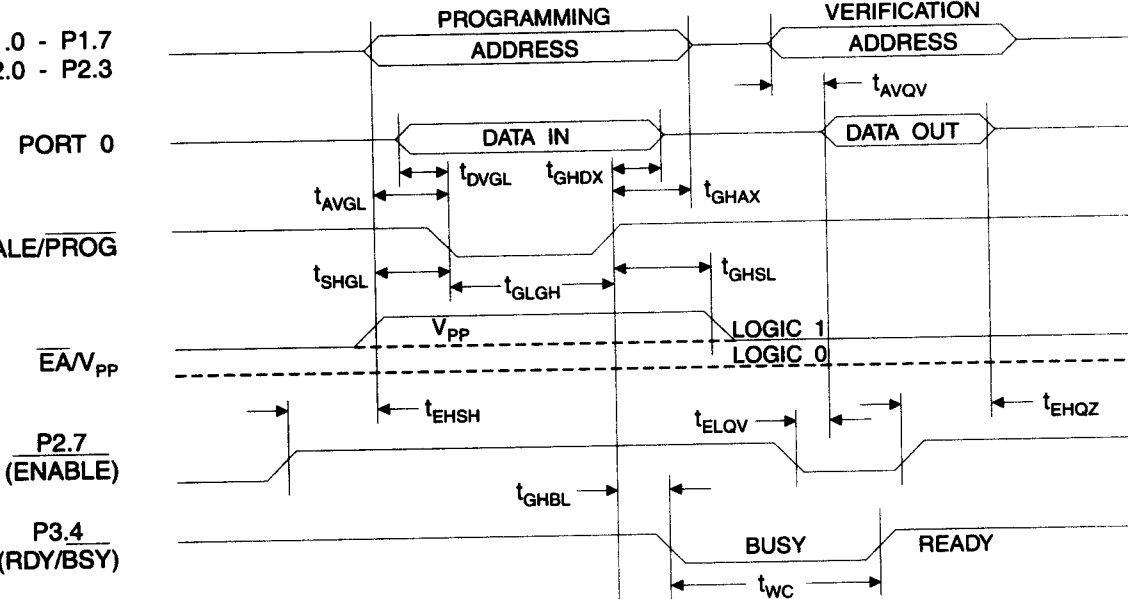 PROGRAMMING
VERIFICATION
.0 - P1.7
2.0 - P2.3
ADDRESS
ADDRESS
tAVQV
PORT 0
DATA IN
DATA OUT
tDVGL
tGHDX
tAVGL
tGHAX
ALE/PROG
tSHGL
tGLGH
tGHSL
VPP
LOGIC 1
LOGIC 0
EA/VPP
tEHSH
tELQV
tEHQZ
P2.7
(ENABLE)
tGHBL
P3.4
(RDY/BSY)
BUSY
READY
tWC